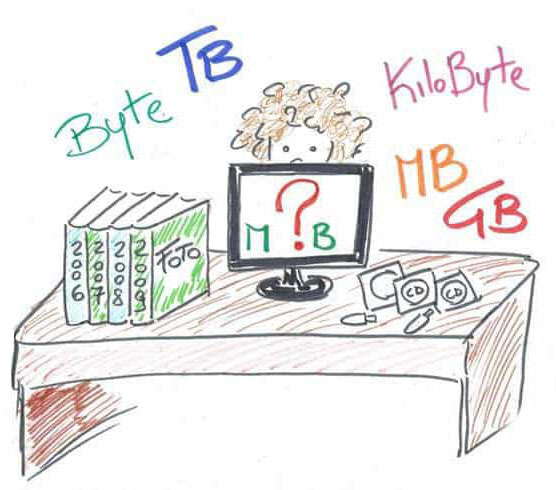 TB
KiloByte
Byte
MB
GB
M ? B
2006
2007
2008
2009
FOTO
CD
CD